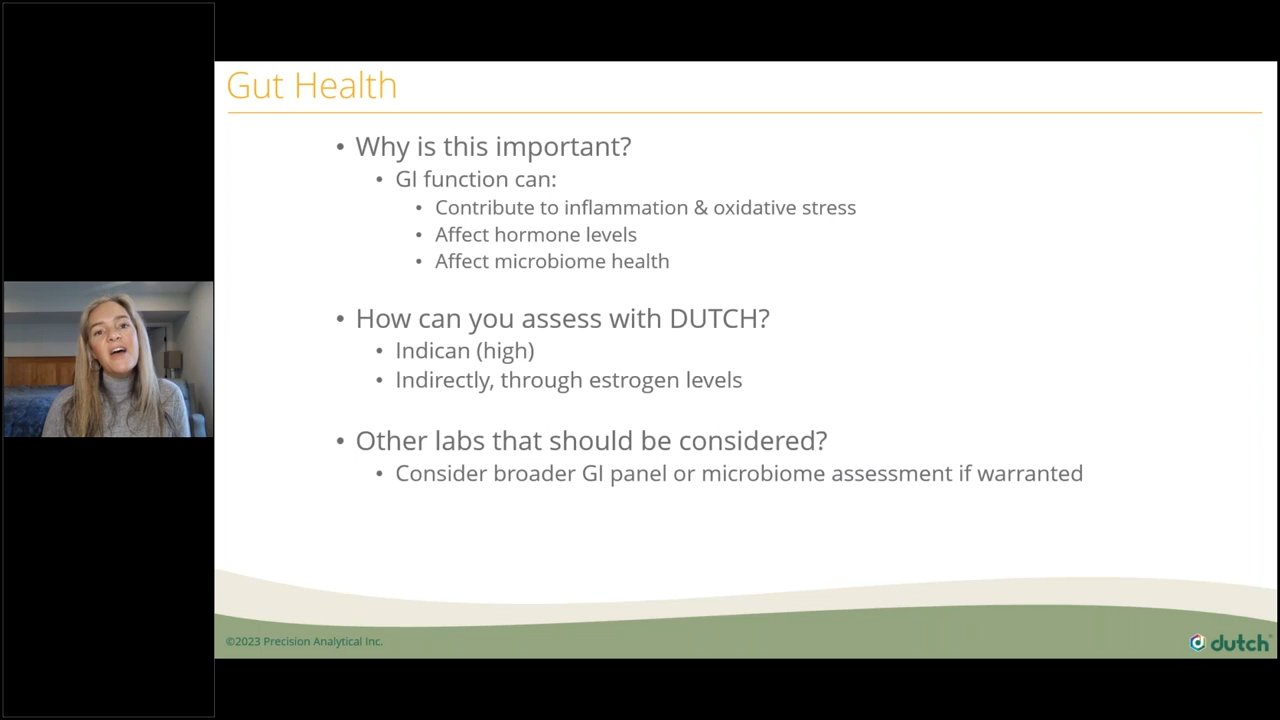 Gut Health
• Why is this important?
• GI function can:
• Contribute to inflammation & oxidative stress
• Affect hormone levels
• Affect microbiome health
• How can you assess with DUTCH?
• Indican (high)
• Indirectly, through estrogen levels
• Other labs that should be considered?
• Consider broader GI panel or microbiome assessment if warranted
©2023 Precision Analytical Inc.
dutch